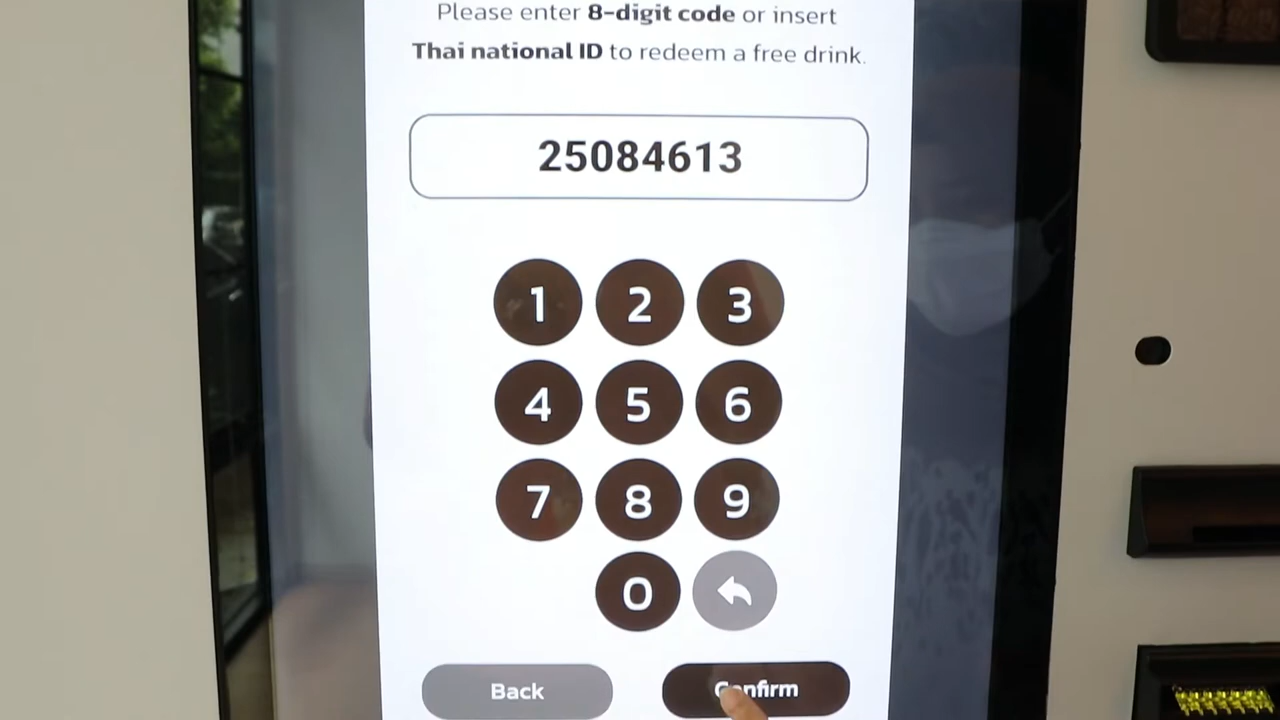 Please enter 8-digit code or insert
Thai national ID to redeem a free drink.
25084613
1 2 3
4 5 6
7 8 9
0
Back Confirm